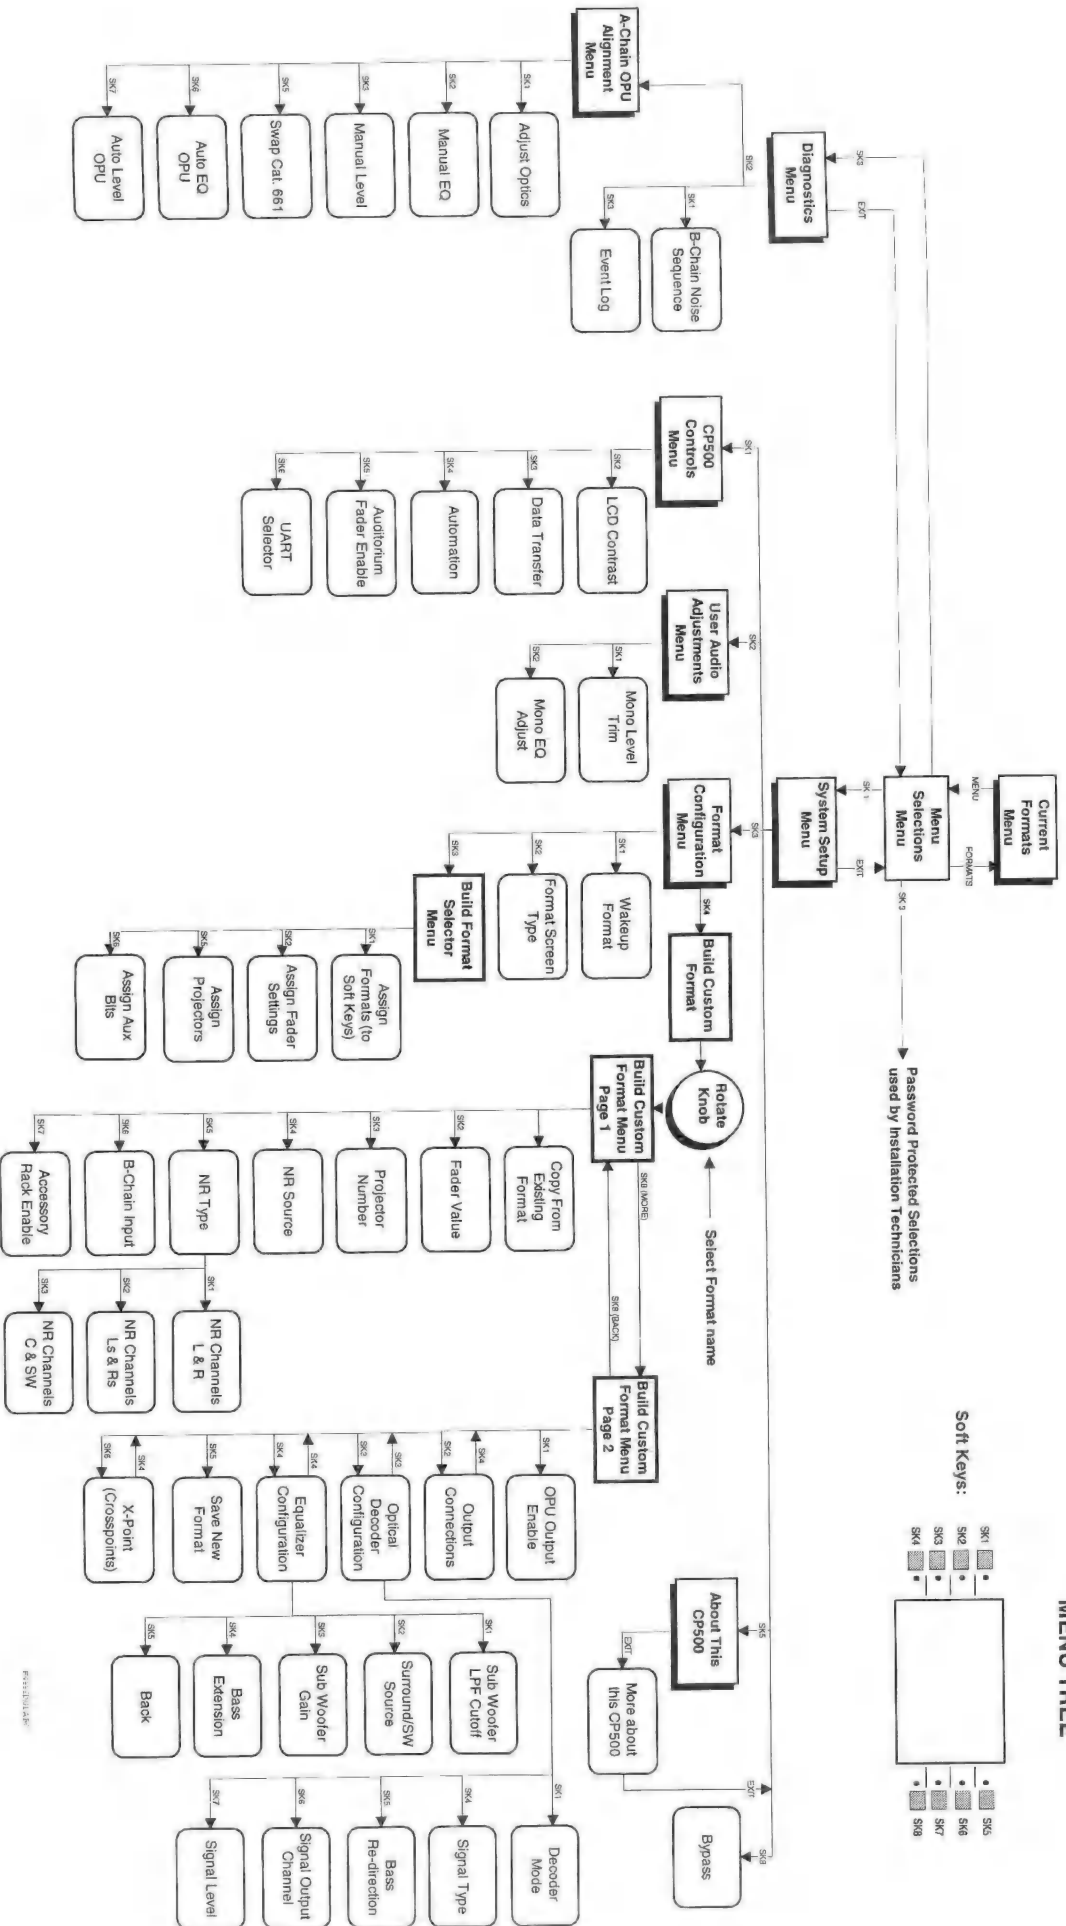 MENU TREE
Soft Keys:
SK1
SK2
SK3
SK4
SK5
SK6
SK7
SK8
Current
Formats
Menu
MENU
FORMATS
Menu
Selections
Menu
Password Protected Selections
used by Installation Technicians
SK3
EXIT
SK 1
EXIT
Diagnostics
Menu
System Setup
Menu
SK2
A-Chain OPU
Alignment
Menu
SK1
B-Chain Noise
Sequence
SK3
Event Log
SK1
Adjust Optics
SK2
Manual EQ
SK3
Manual Level
SK5
Swap Cat. 661
SK6
Auto EQ
OPU
SK7
Auto Level
OPU
SK1
CP500
Controls
Menu
SK2
LCD Contrast
SK3
Data Transfer
SK4
Automation
SK5
Auditorium
Fader Enable
UART
Selector
SK2
User Audio
Adjustments
Menu
SK1
Mono Level
Trim
SK2
Mono EQ
Adjust
SK3
Format
Configuration
Menu
SK1
Wakeup
Format
SK2
Format Screen
Type
SK3
Build Format
Selector
Menu
SK1
Assign
Formats (to
Soft Keys)
SK2
Assign Fader
Settings
SK5
Assign
Projectors
SK6
Assign Aux
Bits
SK4
Build Custom
Format
Rotate
Knob
Select Format name
Build Custom
Format Menu
Page 1
SK8 (MORE)
SK8 (BACK)
Build Custom
Format Menu
Page 2
Copy From
Existing
Format
SK2
Fader Value
SK3
Projector
Number
SK4
NR Source
SK5
NR Type
SK6
B-Chain Input
SK7
Accessory
Rack Enable
SK1
NR Channels
L & R
SK2
NR Channels
Ls & Rs
SK3
NR Channels
C & SW
SK1
OPU Output
Enable
SK4
SK2
Output
Connections
SK3
SK3
Optical
Decoder
Configuration
SK4
SK4
Equalizer
Configuration
SK5
Save New
Format
SK4
SK6
X-Point
(Crosspoints)
SK1
Sub Woofer
LPF Cutoff
SK2
Surround/SW
Source
SK3
Sub Woofer
Gain
SK4
Bass
Extension
SK5
Back
SK1
Decoder
Mode
SK4
Signal Type
SK5
Bass
Re-direction
SK6
Signal Output
Channel
SK7
Signal Level
SK5
About This
CP500
EXIT
More about
this CP500
EXIT
SK8
Bypass